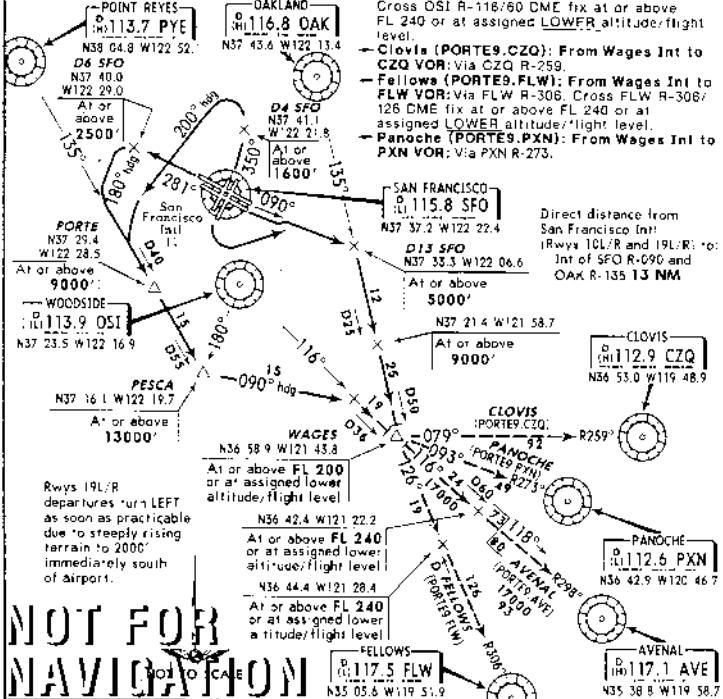 POINT REYES
D (H) 113.7 PYE
N38 04.8 W122 52.
OAKLAND
D (H) 116.8 OAK
N37 43.6 W122 13.4
Cross OSI R-116/60 DME fix at or above
FL 240 or at assigned LOWER altitude/flight
level.
Clovis (PORTE9.CZQ): From Wages Int to
CZQ VOR: Via CZQ R-259.
Fellows (PORTE9.FLW): From Wages Int to
FLW VOR: Via FLW R-306. Cross FLW R-306/
126 DME fix at or above FL 240 or at
assigned LOWER altitude/flight level.
Panoche (PORTE9.PXN): From Wages Int to
PXN VOR: Via PXN R-273.
D6 SFO
N37 40.0
W122 29.0
At or
above
2500'
D4 SFO
N37 41.1
W122 21.8
At or
above
1600'
200° hdg
350°
135°
180° hdg
135°
281°
090°
San
Francisco
Intl
SAN FRANCISCO
D (L) 115.8 SFO
N37 37.2 W122 22.4
Direct distance from
San Francisco Intl
(Rwys 10L/R and 19L/R) to:
Int of SFO R-090 and
OAK R-135 13 NM
D13 SFO
N37 33.3 W122 06.6
At or above
5000'
PORTE
N37 29.4
W122 28.5
At or above
9000'
D40
12
D25
N37 21.4 W121 58.7
At or above
9000'
WOODSIDE
D (L) 113.9 OSI
N37 23.5 W122 16.9
15
D55
180°
116°
PESCA
N37 16.1 W122 19.7
At or above
13000'
090° hdg
15
19
D36
25
D50
CLOVIS
D (H) 112.9 CZQ
N36 53.0 W119 48.9
WAGES
N36 58.9 W121 43.8
At or above FL 200
or at assigned lower
altitude/flight level
079°
CLOVIS
(PORTE9.CZQ)
92
R259°
093°
PANOCHE
(PORTE9.PXN)
49
R273°
116°
24
17000
D60
73
118°
126°
19
Rwys 19L/R
departures turn LEFT
as soon as practicable
due to steeply rising
terrain to 2000'
immediately south
of airport.
N36 42.4 W121 22.2
At or above FL 240
or at assigned lower
altitude/flight level
N36 44.4 W121 28.4
At or above FL 240
or at assigned lower
altitude/flight level
80
AVENAL
(PORTE9.AVE)
17000
93
R298°
126
D FELLOWS
(PORTE9.FLW)
R306°
PANOCHE
D (L) 112.6 PXN
N36 42.9 W120 46.7
NOT FOR
NAVIGATION
NOT TO SCALE
FELLOWS
D (L) 117.5 FLW
N35 05.6 W119 51.9
AVENAL
D (H) 117.1 AVE
N35 38.8 W119 58.7